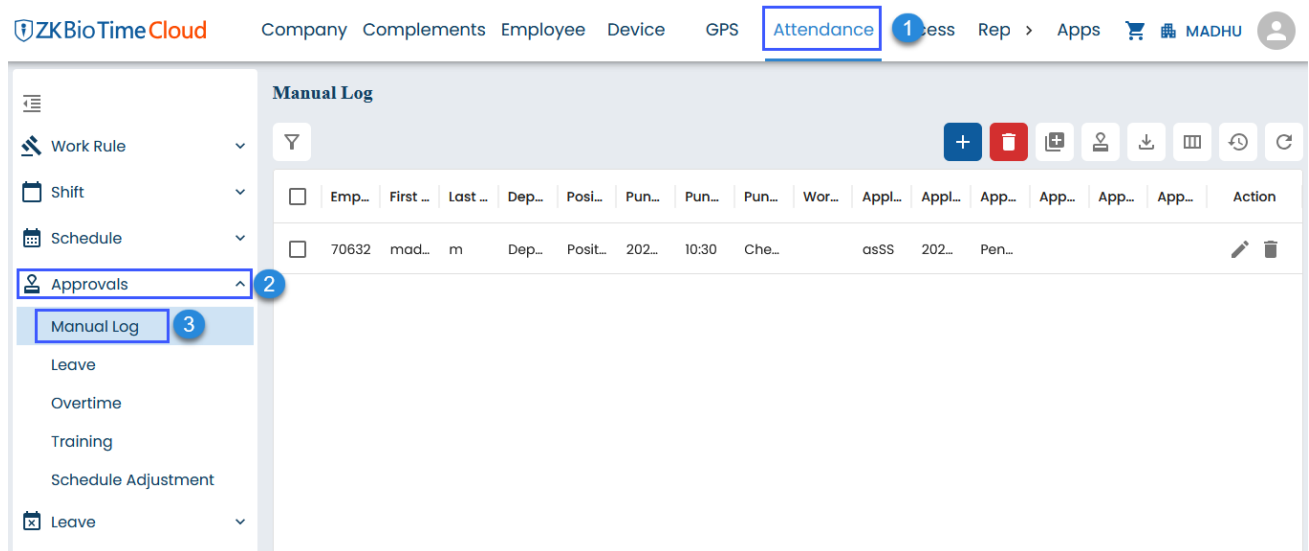 ZKBioTime Cloud Company Complements Employee Device GPS Attendance 1 cess Rep > Apps MADHU
Manual Log
Work Rule
Shift
Schedule
Approvals 2
Manual Log 3
Leave
Overtime
Training
Schedule Adjustment
Leave
Emp... First ... Last ... Dep... Posi... Pun... Pun... Pun... Wor... Appl... Appl... App... App... App... App... Action
70632 mad... m Dep... Posit... 202... 10:30 Che... asSS 202... Pen...